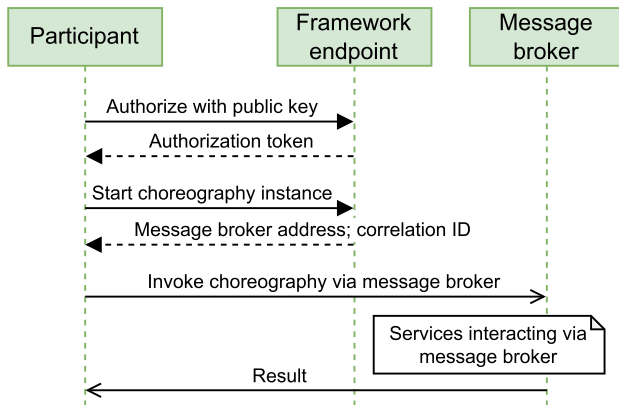 Participant
Framework
endpoint
Message
broker
Authorize with public key
Authorization token
Start choreography instance
Message broker address; correlation ID
Invoke choreography via message broker
Services interacting via
message broker
Result